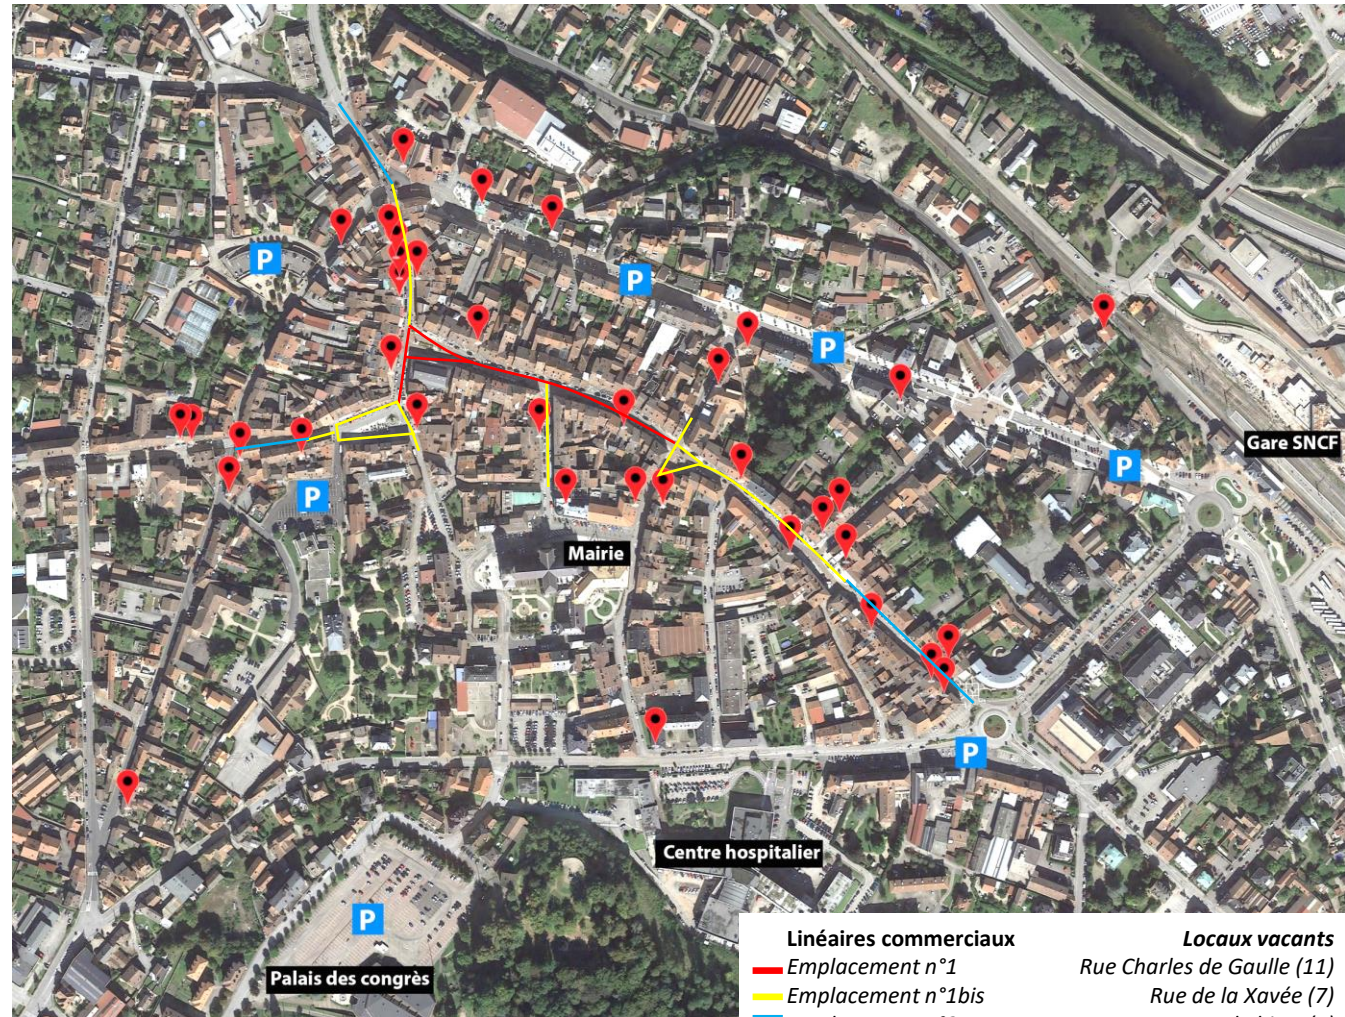 P
P
P
P
Gare SNCF
P
Mairie
P
Centre hospitalier
P
Palais des congrès
Linéaires commerciaux
Locaux vacants
Emplacement n°1
Rue Charles de Gaulle (11)
Emplacement n°1bis
Rue de la Xavée (7)